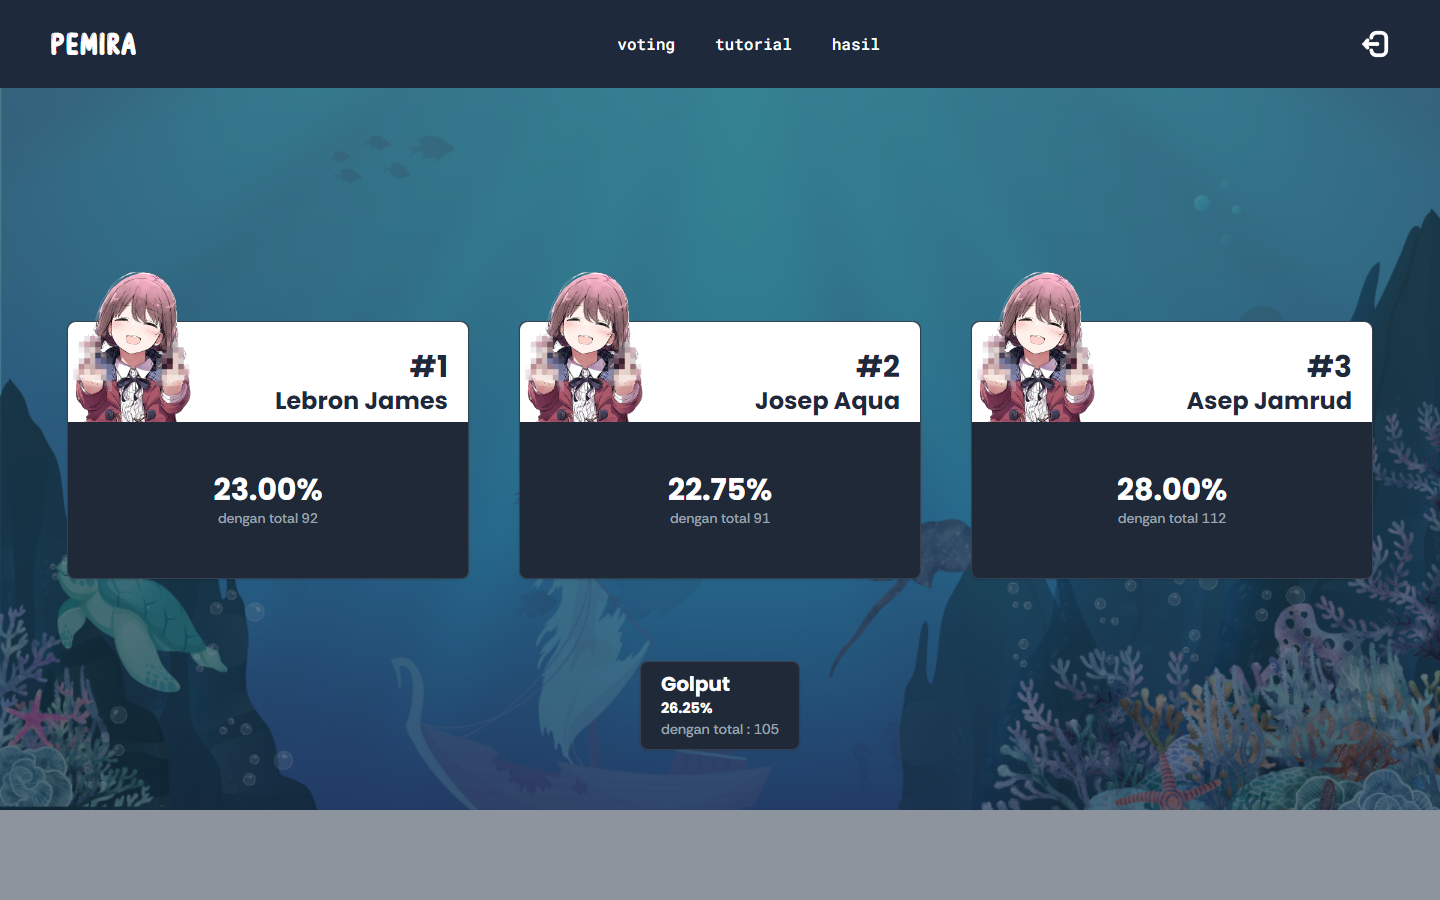 PEMIRA
voting
tutorial
hasil
#1
Lebron James
23.00%
dengan total 92
#2
Josep Aqua
22.75%
dengan total 91
#3
Asep Jamrud
28.00%
dengan total 112
Golput
26.25%
dengan total : 105